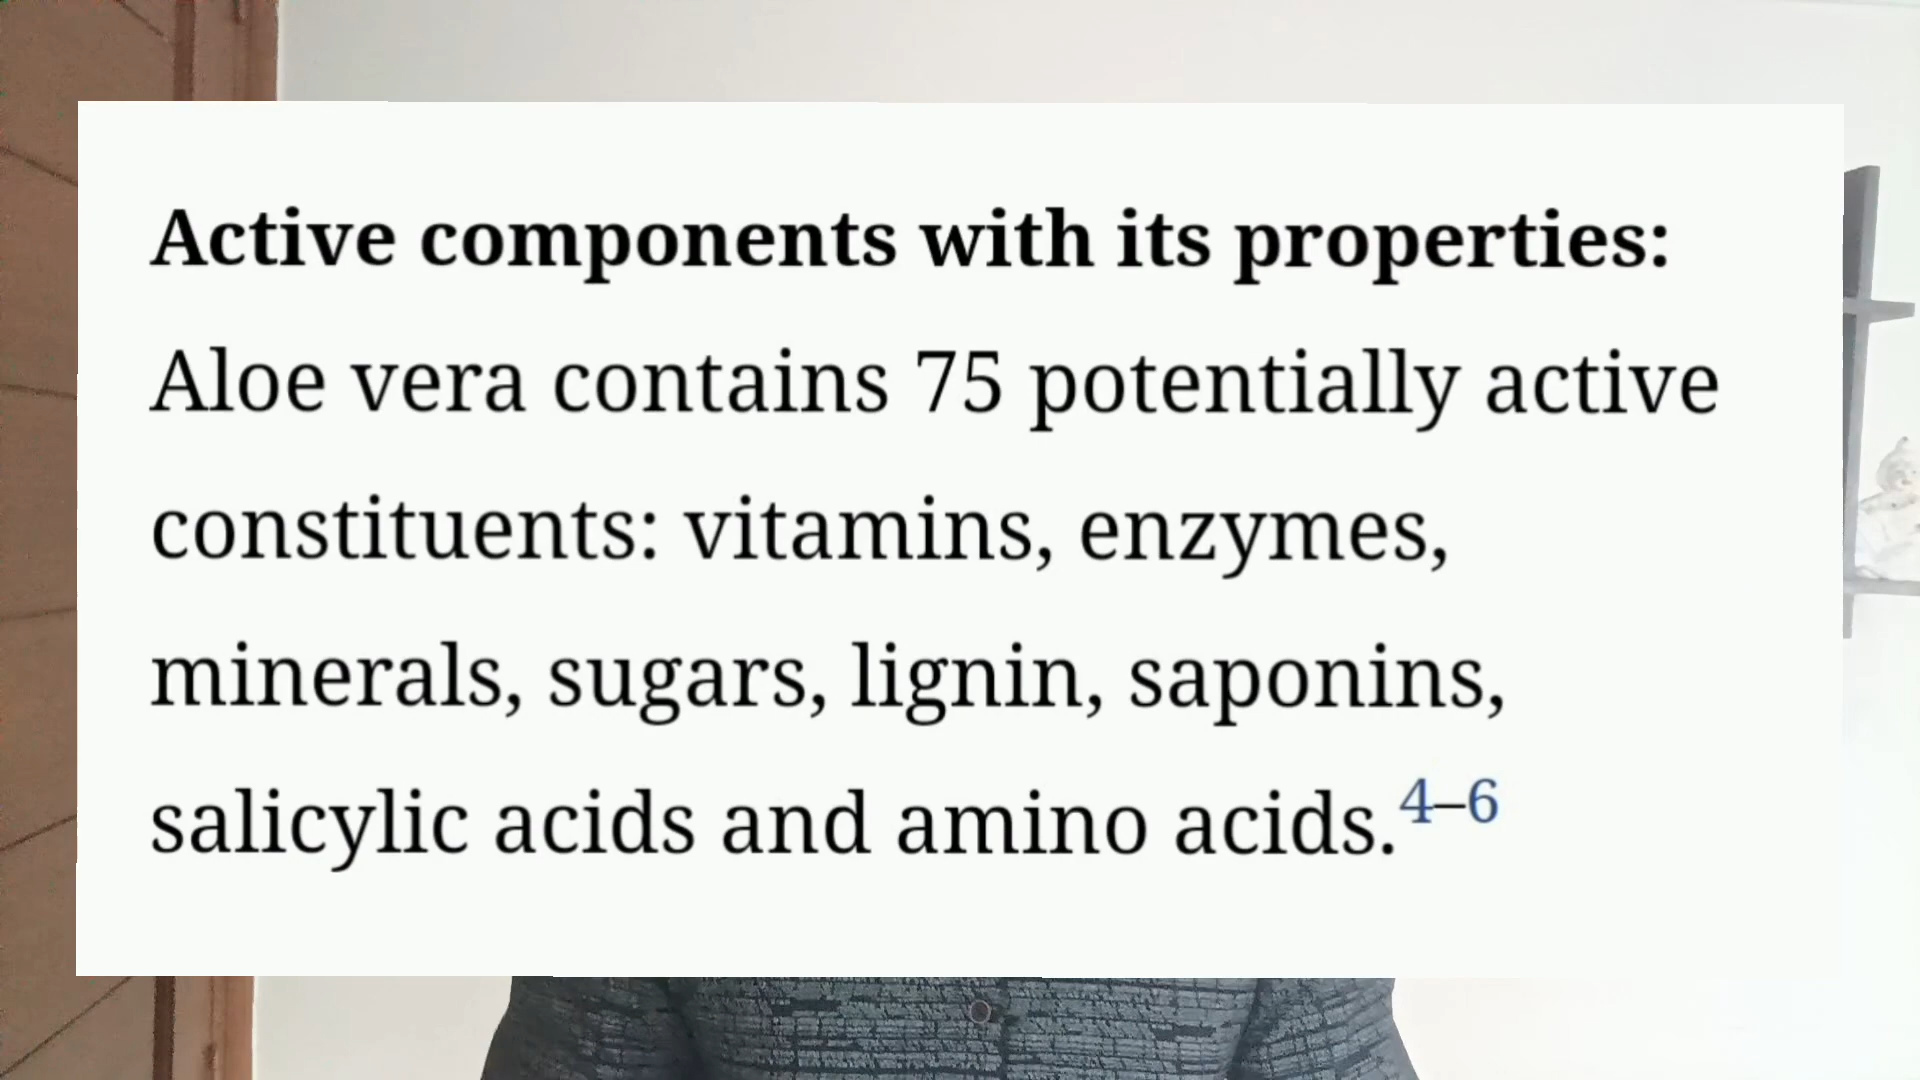 Active components with its properties:
Aloe vera contains 75 potentially active
constituents: vitamins, enzymes,
minerals, sugars, lignin, saponins,
salicylic acids and amino acids.4–6